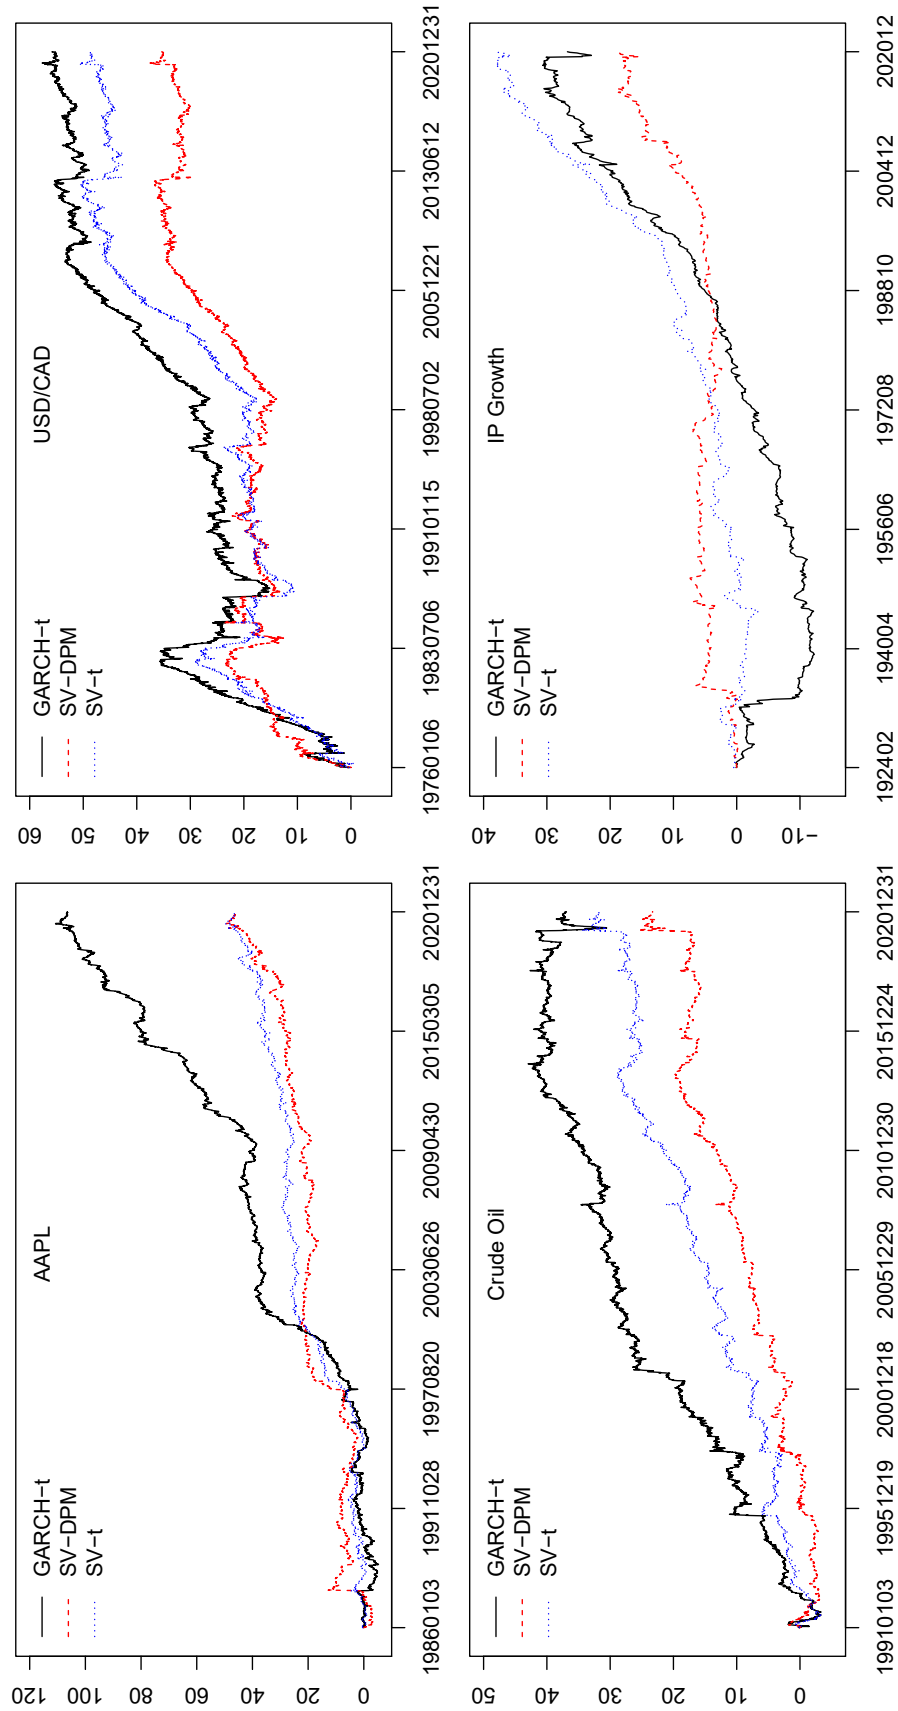 AAPL
GARCH−t
SV−DPM
SV−t
120
100
80
60
40
20
0
19860103 19911028 19970820 20030626 20090430 20150305 20201231
USD/CAD
GARCH−t
SV−DPM
SV−t
60
50
40
30
20
10
0
19760106 19830706 19910115 19980702 20051221 20130612 20201231
Crude Oil
GARCH−t
SV−DPM
SV−t
50
40
30
20
10
0
19910103 19951219 20001218 20051229 20101230 20151224 20201231
IP Growth
GARCH−t
SV−DPM
SV−t
40
30
20
10
0
−10
192402 194004 195606 197208 198810 200412 202012